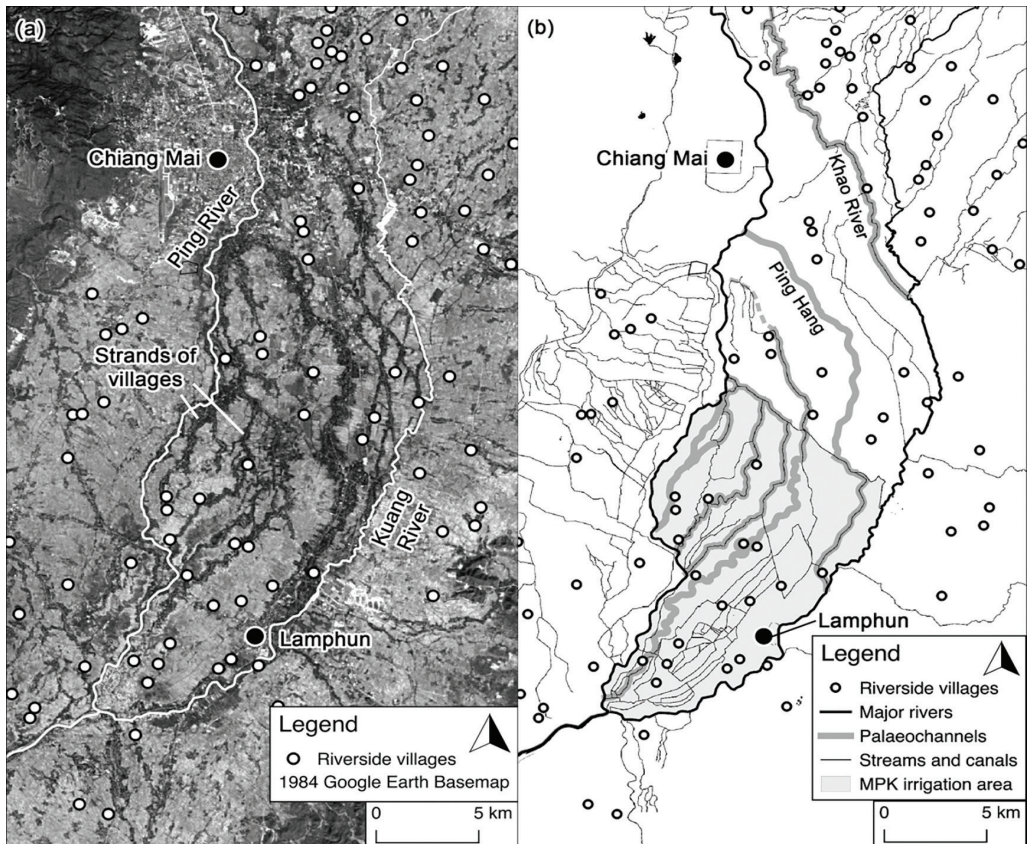 (a)
Chiang Mai
Ping River
Strands of
villages
Kuang
River
Lamphun
Legend
Riverside villages
1984 Google Earth Basemap
0 5 km
(b)
Chiang Mai
Khao River
Ping Hang
Lamphun
Legend
Riverside villages
Major rivers
Palaeochannels
Streams and canals
MPK irrigation area
0 5 km